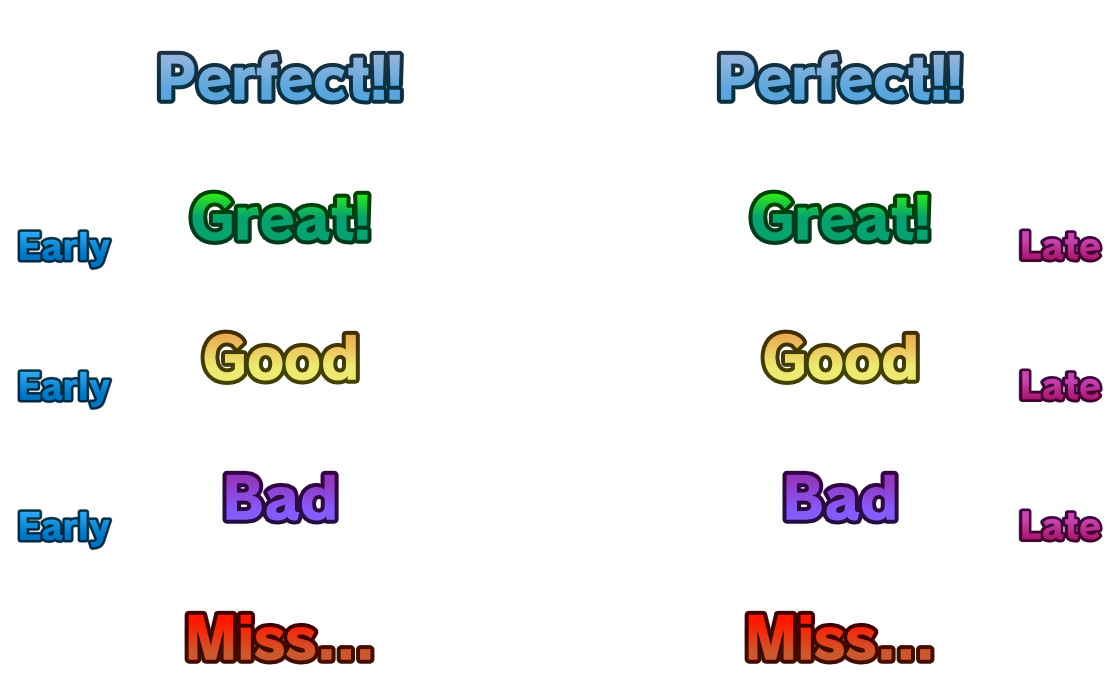 Perfect!! Perfect!!
Great! Great!
Early Late
Good Good
Early Late
Bad Bad
Early Late
Miss... Miss...